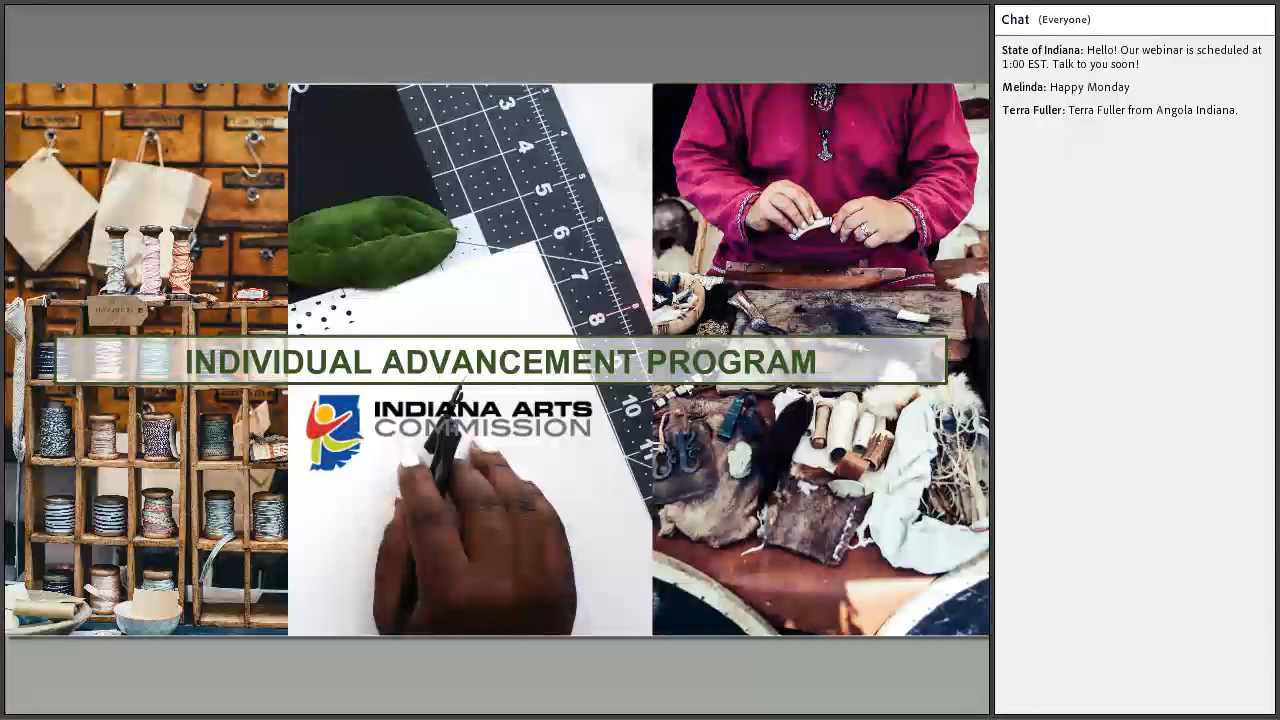 INDIVIDUAL ADVANCEMENT PROGRAM
INDIANA ARTS
COMMISSION
3
4
5
6
7
8
10
Chat (Everyone)
State of Indiana: Hello! Our webinar is scheduled at
1:00 EST. Talk to you soon!
Melinda: Happy Monday
Terra Fuller: Terra Fuller from Angola Indiana.